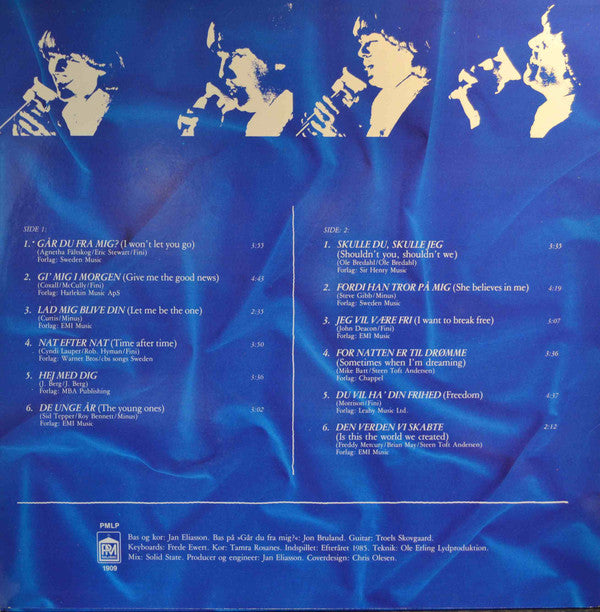 SIDE 1:
1. GÅR DU FRA MIG? (I won't let you go) 3:55
(Agnetha Fältskog/Eric Stewart/Fini)
Forlag: Sweden Music
2. GI' MIG I MORGEN (Give me the good news) 4:43
(Coxall/McCully/Fini)
Forlag: Harlekin Music ApS
3. LAD MIG BLIVE DIN (Let me be the one) 2:35
(Curtis/Minus)
Forlag: EMI Music
4. NAT EFTER NAT (Time after time) 3:50
(Cyndi Lauper/Rob. Hyman/Fini)
Forlag: Warner Bros/cbs songs Sweden
5. HEJ MED DIG 3:36
(J. Berg/J. Berg)
Forlag: MBA Publishing
6. DE UNGE ÅR (The young ones) 3:02
(Sid Tepper/Roy Bennett/Minus)
Forlag: EMI Music
SIDE: 2:
1. SKULLE DU, SKULLE JEG 3:35
(Shouldn't you, shouldn't we)
(Ole Bredahl/Ole Bredahl)
Forlag: Sir Henry Music
2. FORDI HAN TROR PÅ MIG (She believes in me) 4:19
(Steve Gibb/Minus)
Forlag: Sweden Music
3. JEG VIL VÆRE FRI (I want to break free) 3:07
(John Deacon/Fini)
Forlag: EMI Music
4. FOR NATTEN ER TIL DRØMME 3:36
(Sometimes when I'm dreaming)
(Mike Batt/Steen Toft Andersen)
Forlag: Chappel
5. DU VIL HA' DIN FRIHED (Freedom) 4:37
(Morrison/Fini)
Forlag: Leahy Music Ltd.
6. DEN VERDEN VI SKABTE 2:12
(Is this the world we created)
(Freddy Mercury/Brian May/Steen Toft Andersen)
Forlag: EMI Music
PMLP
1909
Bas og kor: Jan Eliasson. Bas på »Går du fra mig?«: Jon Bruland. Guitar: Troels Skovgaard.
Keyboards: Frede Ewert. Kor: Tamra Rosanes. Indspillet: Efteråret 1985. Teknik: Ole Erling Lydproduktion.
Mix: Solid State. Producer og engineer: Jan Eliasson. Coverdesign: Chris Olesen.